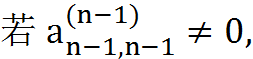 若 a_{n-1,n-1}^{(n-1)} ≠ 0,